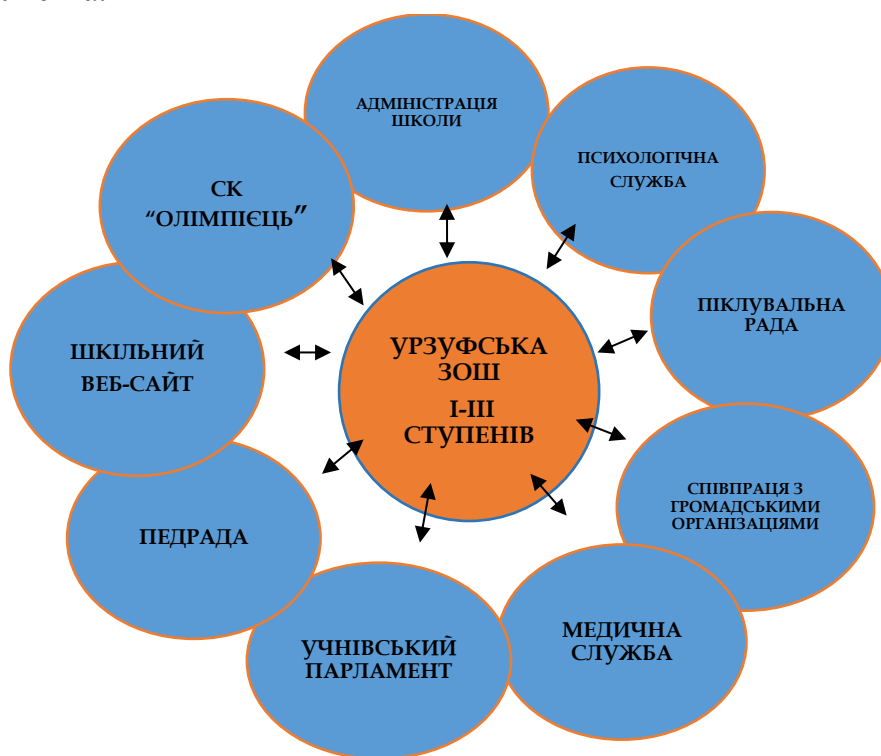 АДМІНІСТРАЦІЯ
ШКОЛИ
ПСИХОЛОГІЧНА
СЛУЖБА
СК
“ОЛІМПІЄЦЬ”
ПІКЛУВАЛЬНА
РАДА
ШКІЛЬНИЙ
ВЕБ-САЙТ
УРЗУФСЬКА
ЗОШ
І-ІІІ
СТУПЕНІВ
СПІВПРАЦЯ З
ГРОМАДСЬКИМИ
ОРГАНІЗАЦІЯМИ
ПЕДРАДА
МЕДИЧНА
СЛУЖБА
УЧНІВСЬКИЙ
ПАРЛАМЕНТ